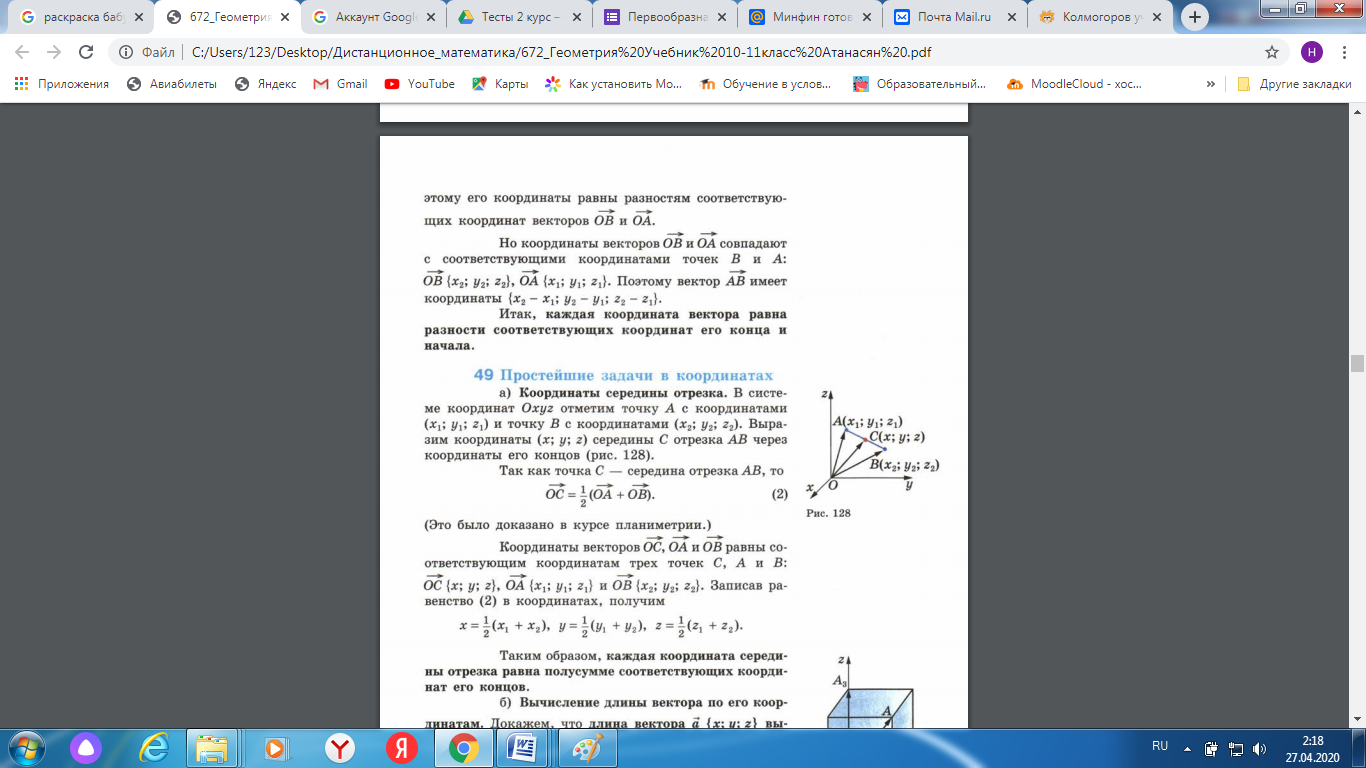 раскраска баб
672_Геометрия
Аккаунт Googl
Тесты 2 курс –
Первообразна
Минфин готов
Почта Mail.ru
Колмогоров у
Файл | C:/Users/123/Desktop/Дистанционное_математика/672_Геометрия%20Учебник%2010-11класс%20Атанасян%20.pdf
Н
Приложения
Авиабилеты
Яндекс
Gmail
YouTube
Карты
Как установить Мо...
Обучение в услов...
Образовательный...
MoodleCloud - хос...
»
Другие закладки
этому его координаты равны разностям соответствую-
щих координат векторов OB и OA.
Но координаты векторов OB и OA совпадают
с соответствующими координатами точек B и A:
OB {x₂; y₂; z₂}, OA {x₁; y₁; z₁}. Поэтому вектор AB имеет
координаты {x₂ – x₁; y₂ – y₁; z₂ – z₁}.
Итак, каждая координата вектора равна
разности соответствующих координат его конца и
начала.
49 Простейшие задачи в координатах
а) Координаты середины отрезка. В систе-
ме координат Oxyz отметим точку A с координатами
(x₁; y₁; z₁) и точку B с координатами (x₂; y₂; z₂). Выра-
зим координаты (x; y; z) середины C отрезка AB через
координаты его концов (рис. 128).
Так как точка C — середина отрезка AB, то
OC = 1/2 (OA + OB). (2)
(Это было доказано в курсе планиметрии.)
Координаты векторов OC, OA и OB равны со-
ответствующим координатам трех точек C, A и B:
OC {x; y; z}, OA {x₁; y₁; z₁} и OB {x₂; y₂; z₂}. Записав ра-
венство (2) в координатах, получим
x = 1/2 (x₁ + x₂), y = 1/2 (y₁ + y₂), z = 1/2 (z₁ + z₂).
Таким образом, каждая координата середи-
ны отрезка равна полусумме соответствующих коорди-
нат его концов.
б) Вычисление длины вектора по его коор-
динатам. Докажем, что длина вектора a {x; y; z} вы-
z
A(x₁; y₁; z₁)
C(x; y; z)
B(x₂; y₂; z₂)
x
O
y
Рис. 128
z
A₃
A
RU
2:18
27.04.2020